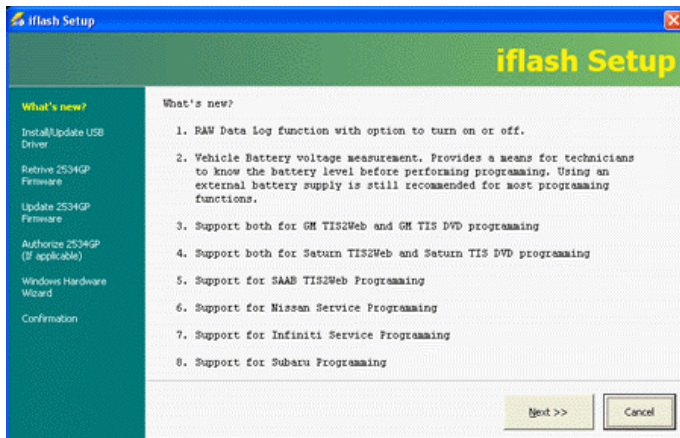 iflash Setup
iflash Setup
What's new?
Install/Update USB
Driver
Retrive 2534GP
Firmware
Update 2534GP
Firmware
Authorize 2534GP
(If applicable)
Windows Hardware
Wizard
Confirmation
What's new?
1. RAW Data Log function with option to turn on or off.
2. Vehicle Battery voltage measurement. Provides a means for technicians
to know the battery level before performing programming. Using an
external battery supply is still recommended for most programming
functions.
3. Support both for GM TIS2Web and GM TIS DVD programming
4. Support both for Saturn TIS2Web and Saturn TIS DVD programming
5. Support for SAAB TIS2Web Programming
6. Support for Nissan Service Programming
7. Support for Infiniti Service Programming
8. Support for Subaru Programming
Next >>
Cancel